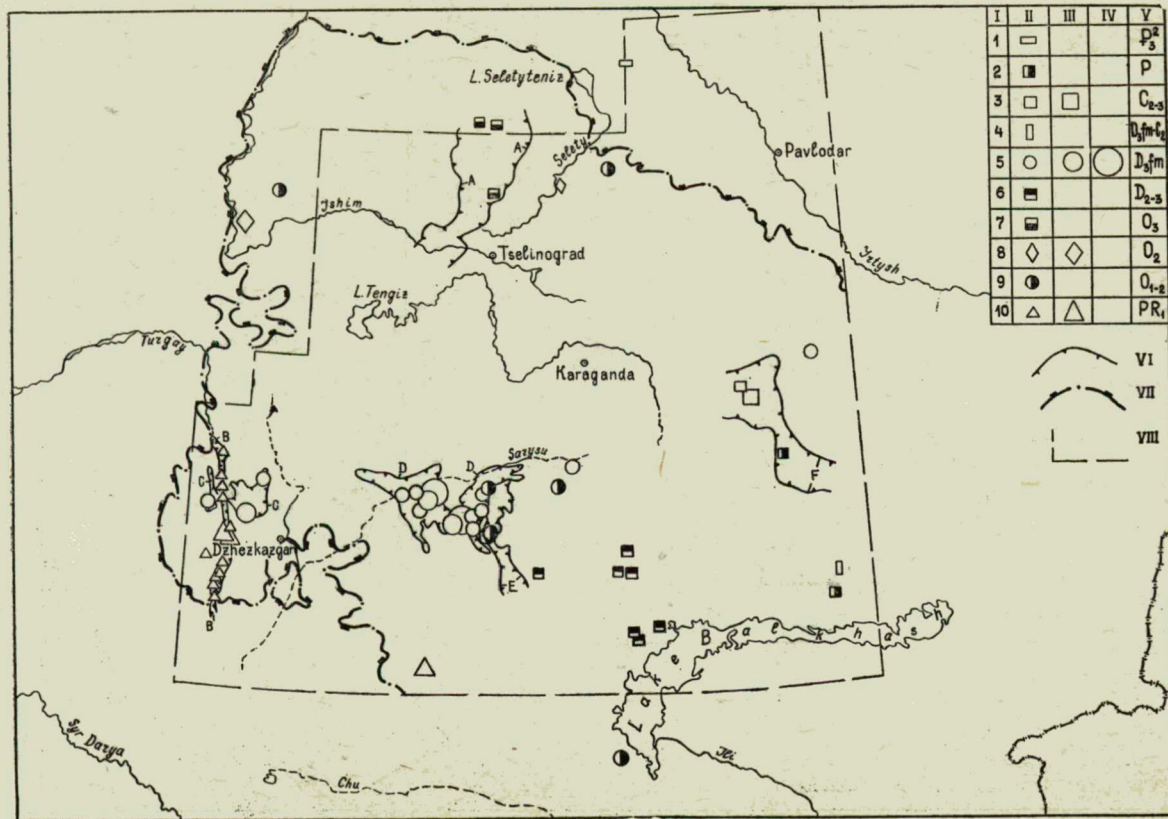 I II III IV V
1 P₃²
2 P
3 C₂₋₃
4 D₃fm-C₂
5 D₃fm
6 D₂₋₃
7 O₃
8 O₂
9 O₁₋₂
10 PR₁
VI
VII
VIII
L. Seletyteniz
Selety
Pavlodar
A
A
Ishim
Irtysh
Tselinograd
L. Tengiz
Turgay
Karaganda
B
C
C
D
D
Sarysu
F
Dzhezkazgan
E
B
Lake Balkhash
Syr Darya
Chu
Ili